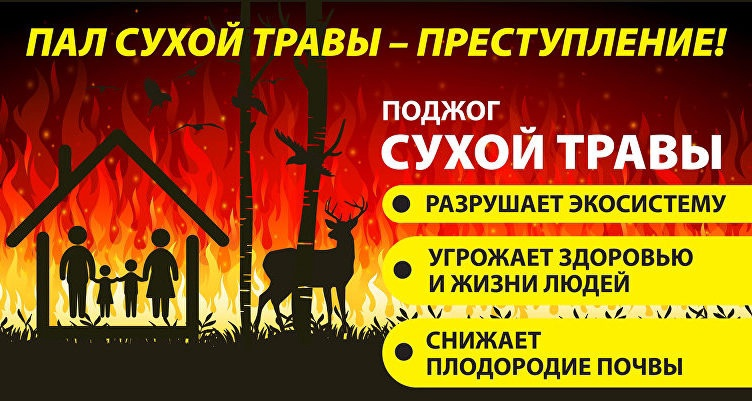 ПАЛ СУХОЙ ТРАВЫ – ПРЕСТУПЛЕНИЕ!
ПОДЖОГ
СУХОЙ ТРАВЫ
РАЗРУШАЕТ ЭКОСИСТЕМУ
УГРОЖАЕТ ЗДОРОВЬЮ
И ЖИЗНИ ЛЮДЕЙ
СНИЖАЕТ
ПЛОДОРОДИЕ ПОЧВЫ